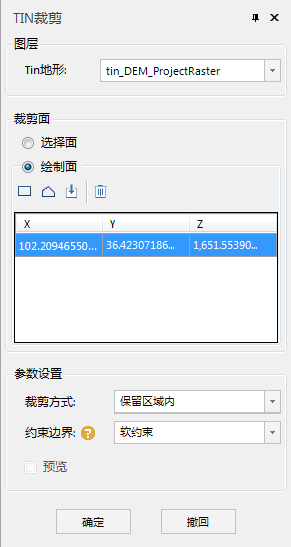 TIN裁剪
图层
Tin地形: tin_DEM_ProjectRaster
裁剪面
选择面
绘制面
X Y Z
102.20946550... 36.42307186... 1,651.55390...
参数设置
裁剪方式: 保留区域内
约束边界: ? 软约束
预览
确定 撤回